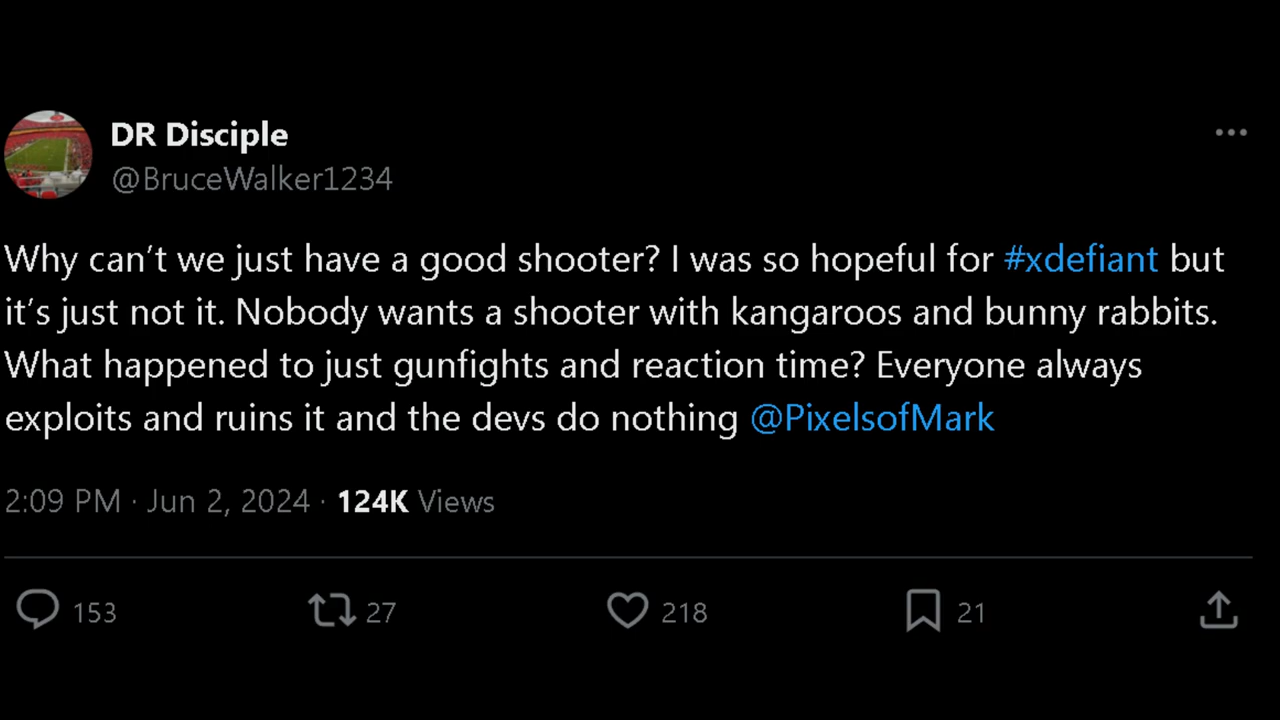 DR Disciple
@BruceWalker1234
Why can't we just have a good shooter? I was so hopeful for #xdefiant but
it's just not it. Nobody wants a shooter with kangaroos and bunny rabbits.
What happened to just gunfights and reaction time? Everyone always
exploits and ruins it and the devs do nothing @PixelsofMark
2:09 PM · Jun 2, 2024 · 124K Views
153 27 218 21